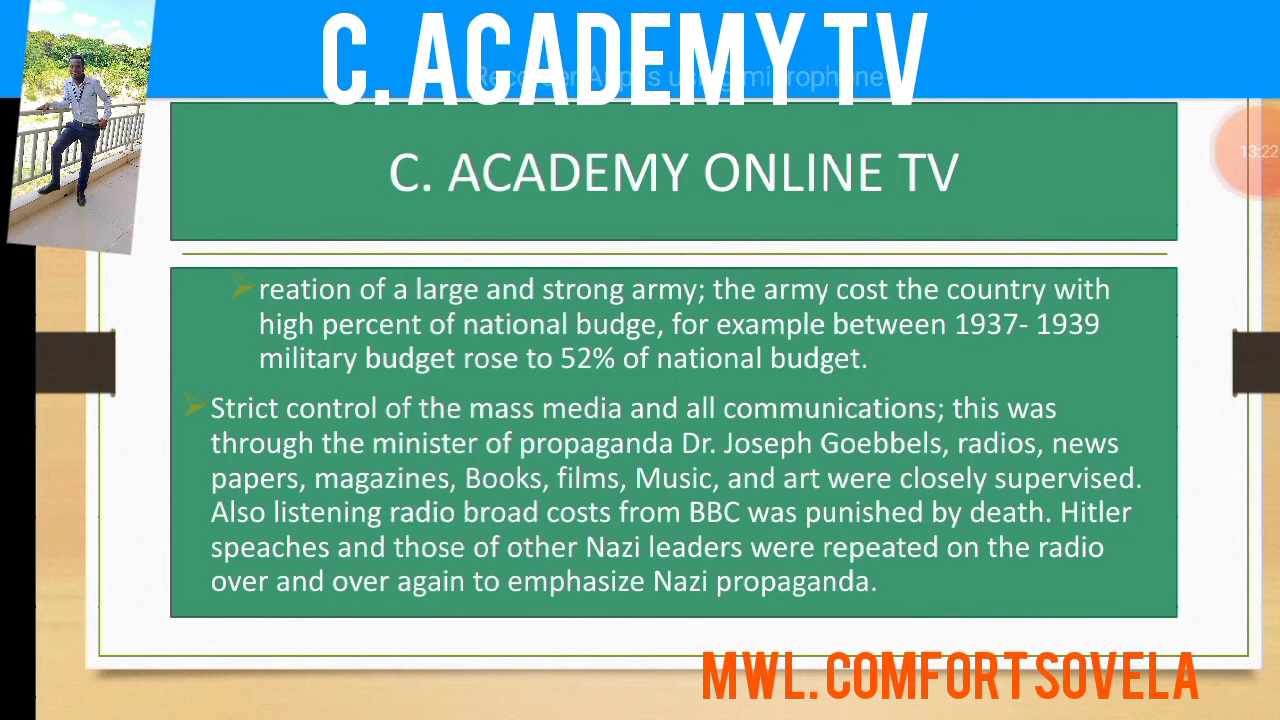 C. ACADEMY TV
Recorder App is using microphone
13:22
C. ACADEMY ONLINE TV
reation of a large and strong army; the army cost the country with
high percent of national budge, for example between 1937- 1939
military budget rose to 52% of national budget.
Strict control of the mass media and all communications; this was
through the minister of propaganda Dr. Joseph Goebbels, radios, news
papers, magazines, Books, films, Music, and art were closely supervised.
Also listening radio broad costs from BBC was punished by death. Hitler
speaches and those of other Nazi leaders were repeated on the radio
over and over again to emphasize Nazi propaganda.
MWL. COMFORT SOVELA